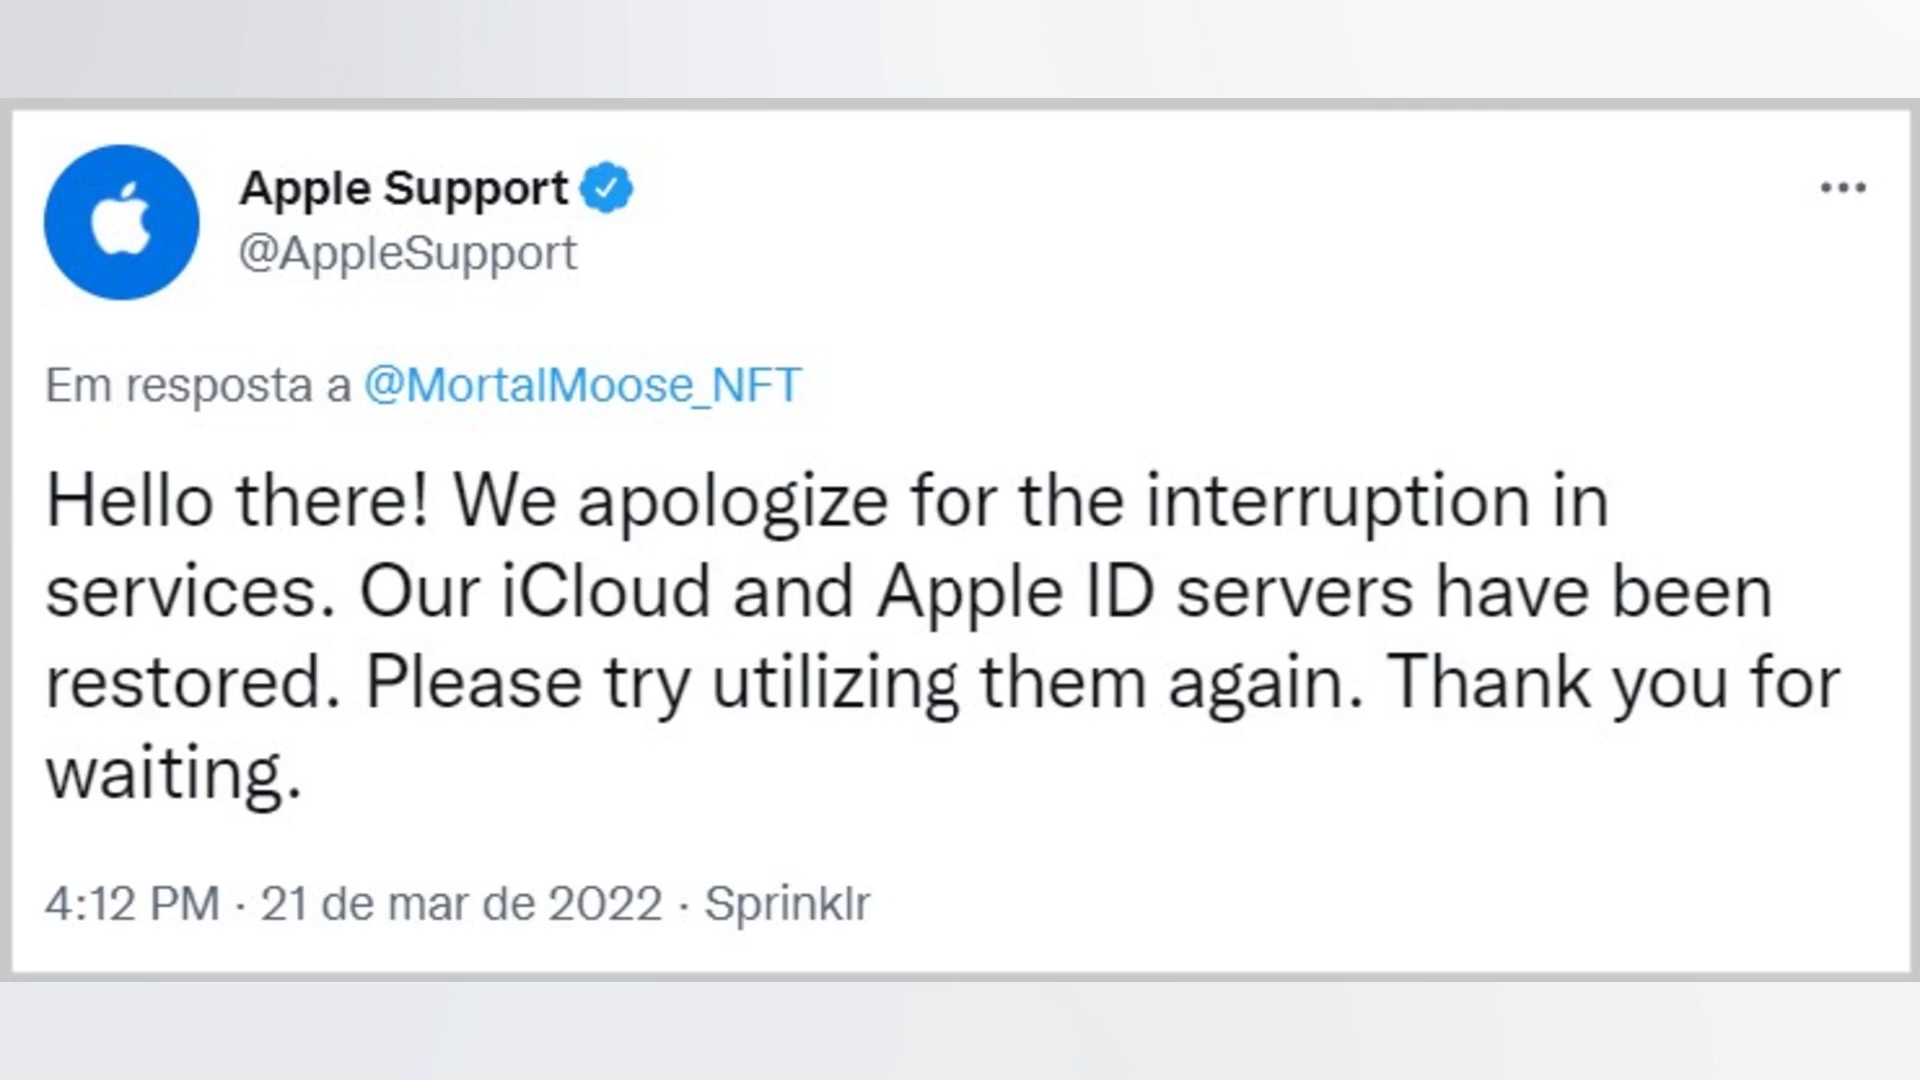 Apple Support
@AppleSupport
Em resposta a @MortalMoose_NFT
Hello there! We apologize for the interruption in
services. Our iCloud and Apple ID servers have been
restored. Please try utilizing them again. Thank you for
waiting.
4:12 PM · 21 de mar de 2022 · Sprinklr